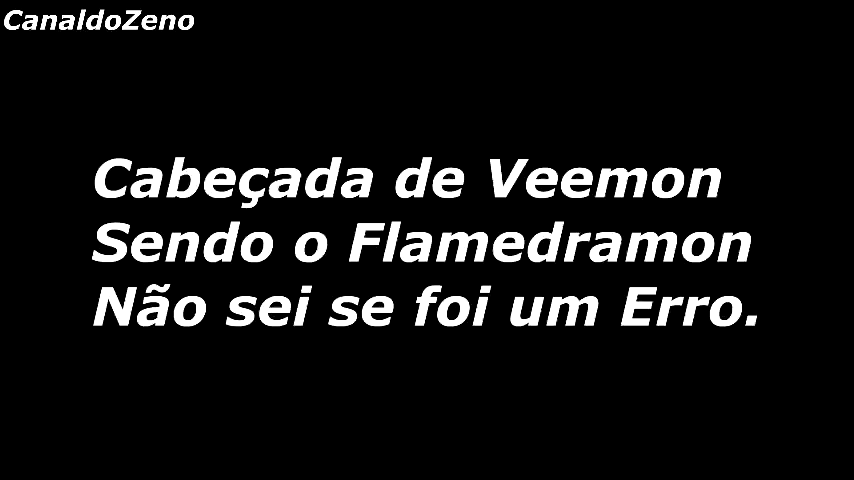 CanaldoZeno
Cabeçada de Veemon
Sendo o Flamedramon
Não sei se foi um Erro.